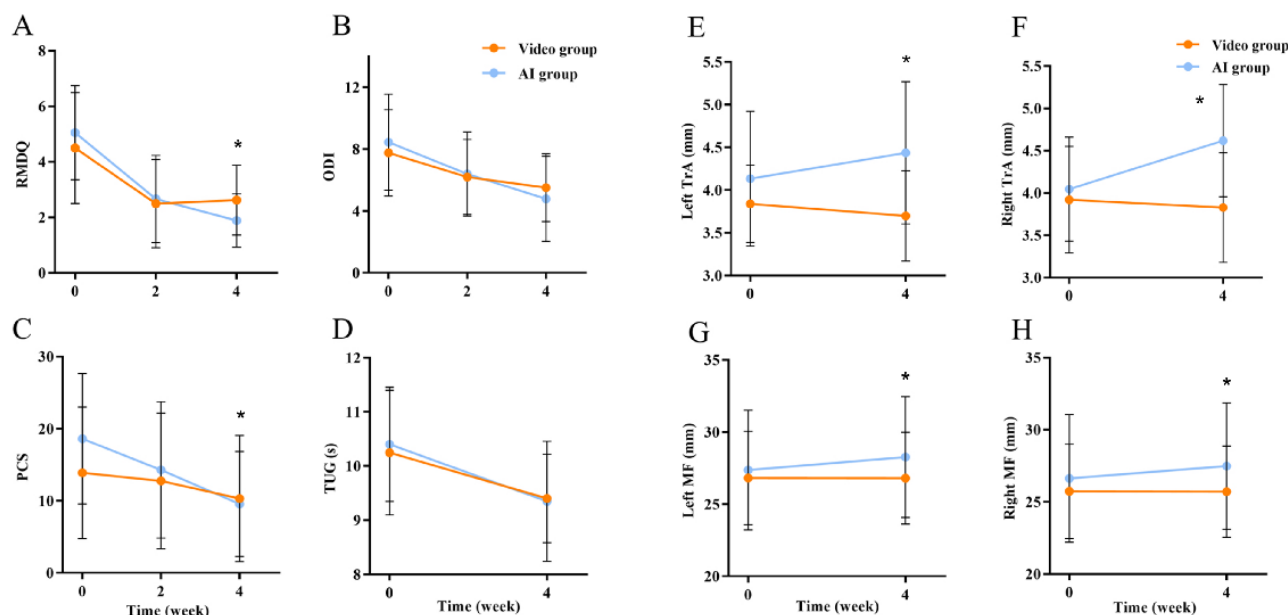 A
RMDQ
8
6
4
2
0
*
0 2 4
B
Video group
AI group
ODI
12
8
4
0
0 2 4
C
PCS
30
20
10
0
*
0 2 4
Time (week)
D
TUG (s)
12
11
10
9
8
0 4
Time (week)
E
Left TrA (mm)
5.5
5.0
4.5
4.0
3.5
3.0
*
0 4
F
Video group
AI group
Right TrA (mm)
5.5
5.0
4.5
4.0
3.5
3.0
*
0 4
G
Left MF (mm)
35
30
25
20
*
0 4
Time (week)
H
Right MF (mm)
35
30
25
20
*
0 4
Time (week)